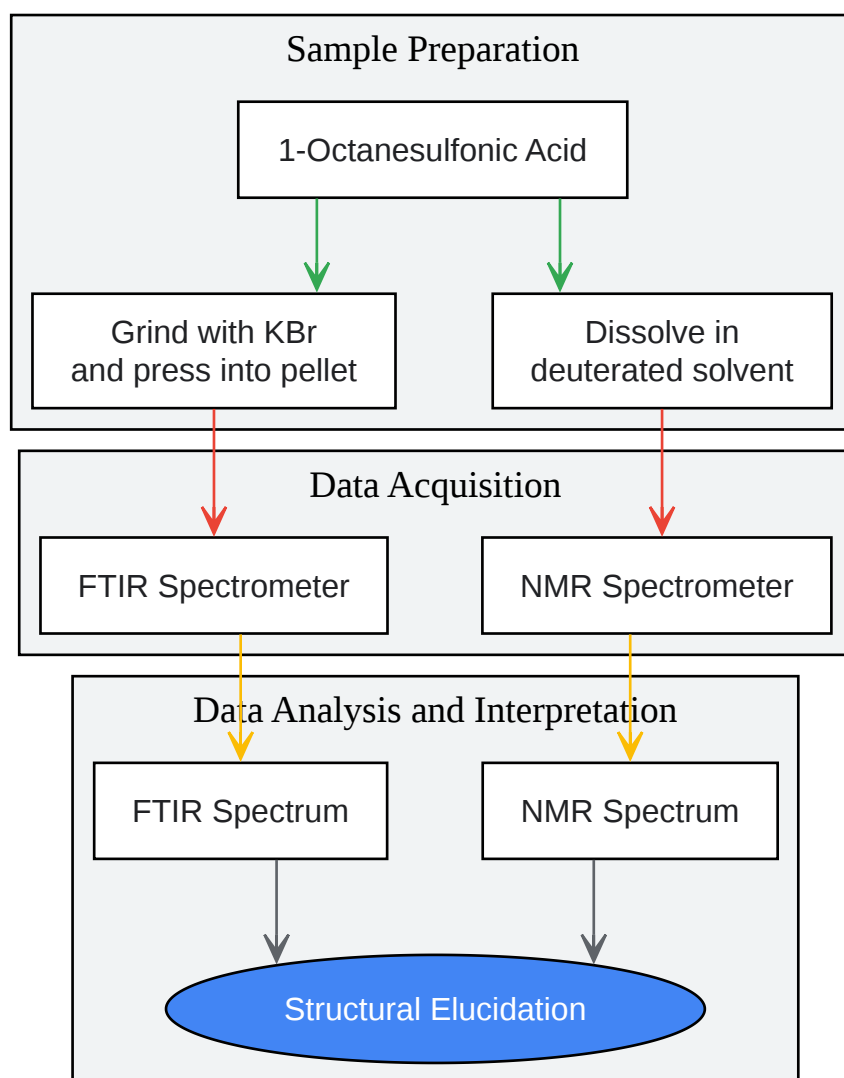 Sample Preparation
1-Octanesulfonic Acid
Grind with KBr
and press into pellet
Dissolve in
deuterated solvent
Data Acquisition
FTIR Spectrometer
NMR Spectrometer
Data Analysis and Interpretation
FTIR Spectrum
NMR Spectrum
Structural Elucidation